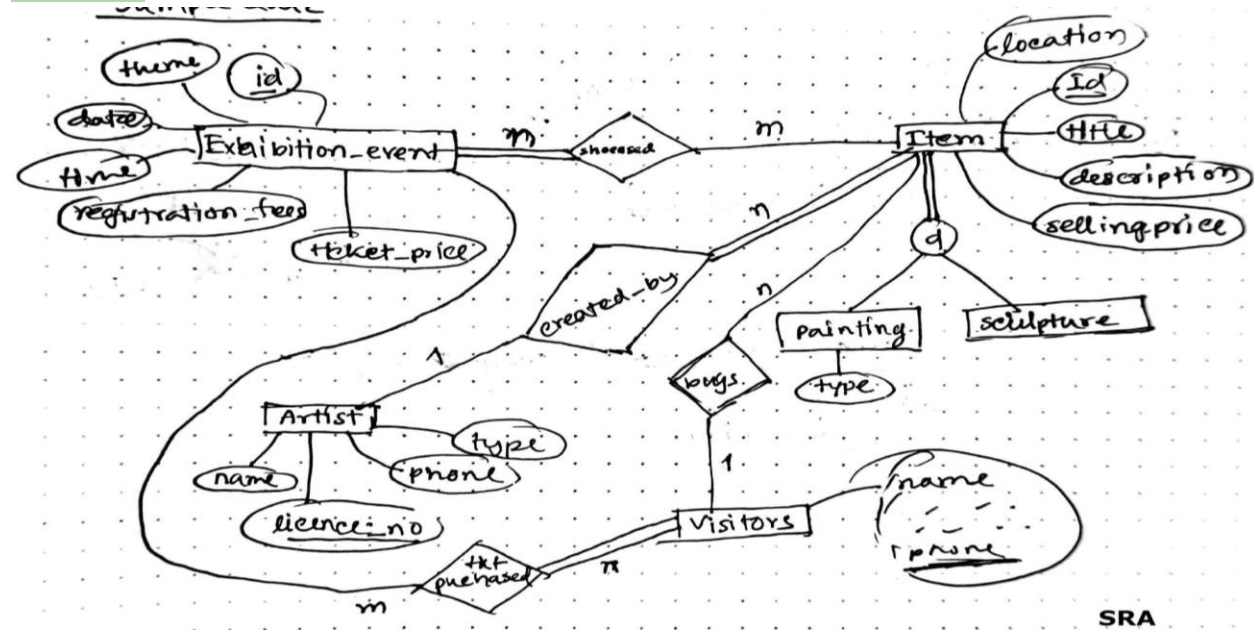 theme
id
date
time
Exhibition_event
registration_fees
ticket_price
m
showcased
m
location
Item
Id
title
description
sellingprice
n
created_by
1
d
painting
sculpture
type
n
buys
1
Artist
name
licence_no
phone
type
Visitors
name
phone
tkt
puchased
n
m
SRA